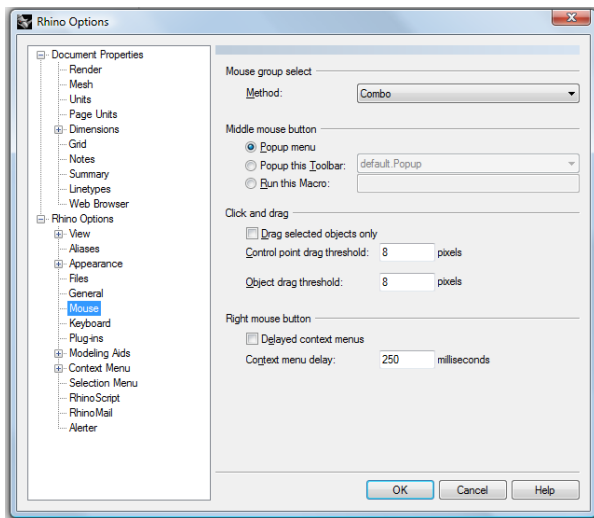 Rhino Options
Document Properties
Render
Mesh
Units
Page Units
Dimensions
Grid
Notes
Summary
Linetypes
Web Browser
Rhino Options
View
Aliases
Appearance
Files
General
Mouse
Keyboard
Plug-ins
Modeling Aids
Context Menu
Selection Menu
RhinoScript
RhinoMail
Alerter
Mouse group select
Method: Combo
Middle mouse button
Popup menu
Popup this Toolbar: default.Popup
Run this Macro:
Click and drag
Drag selected objects only
Control point drag threshold: 8 pixels
Object drag threshold: 8 pixels
Right mouse button
Delayed context menus
Context menu delay: 250 milliseconds
OK Cancel Help